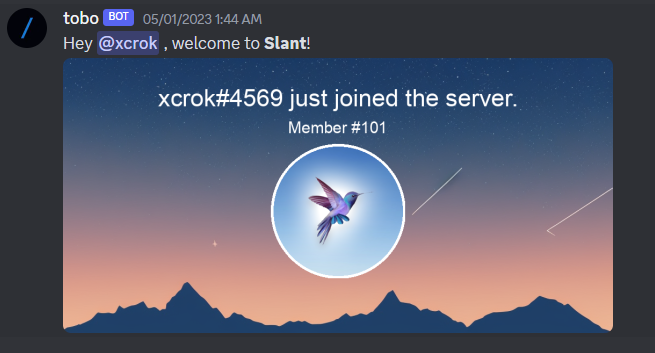 tobo BOT 05/01/2023 1:44 AM
Hey @xcrok , welcome to Slant!
xcrok#4569 just joined the server.
Member #101